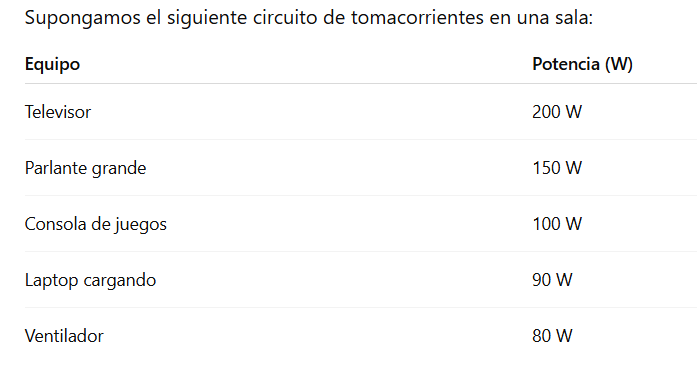 Supongamos el siguiente circuito de tomacorrientes en una sala:
Equipo Potencia (W)
Televisor 200 W
Parlante grande 150 W
Consola de juegos 100 W
Laptop cargando 90 W
Ventilador 80 W